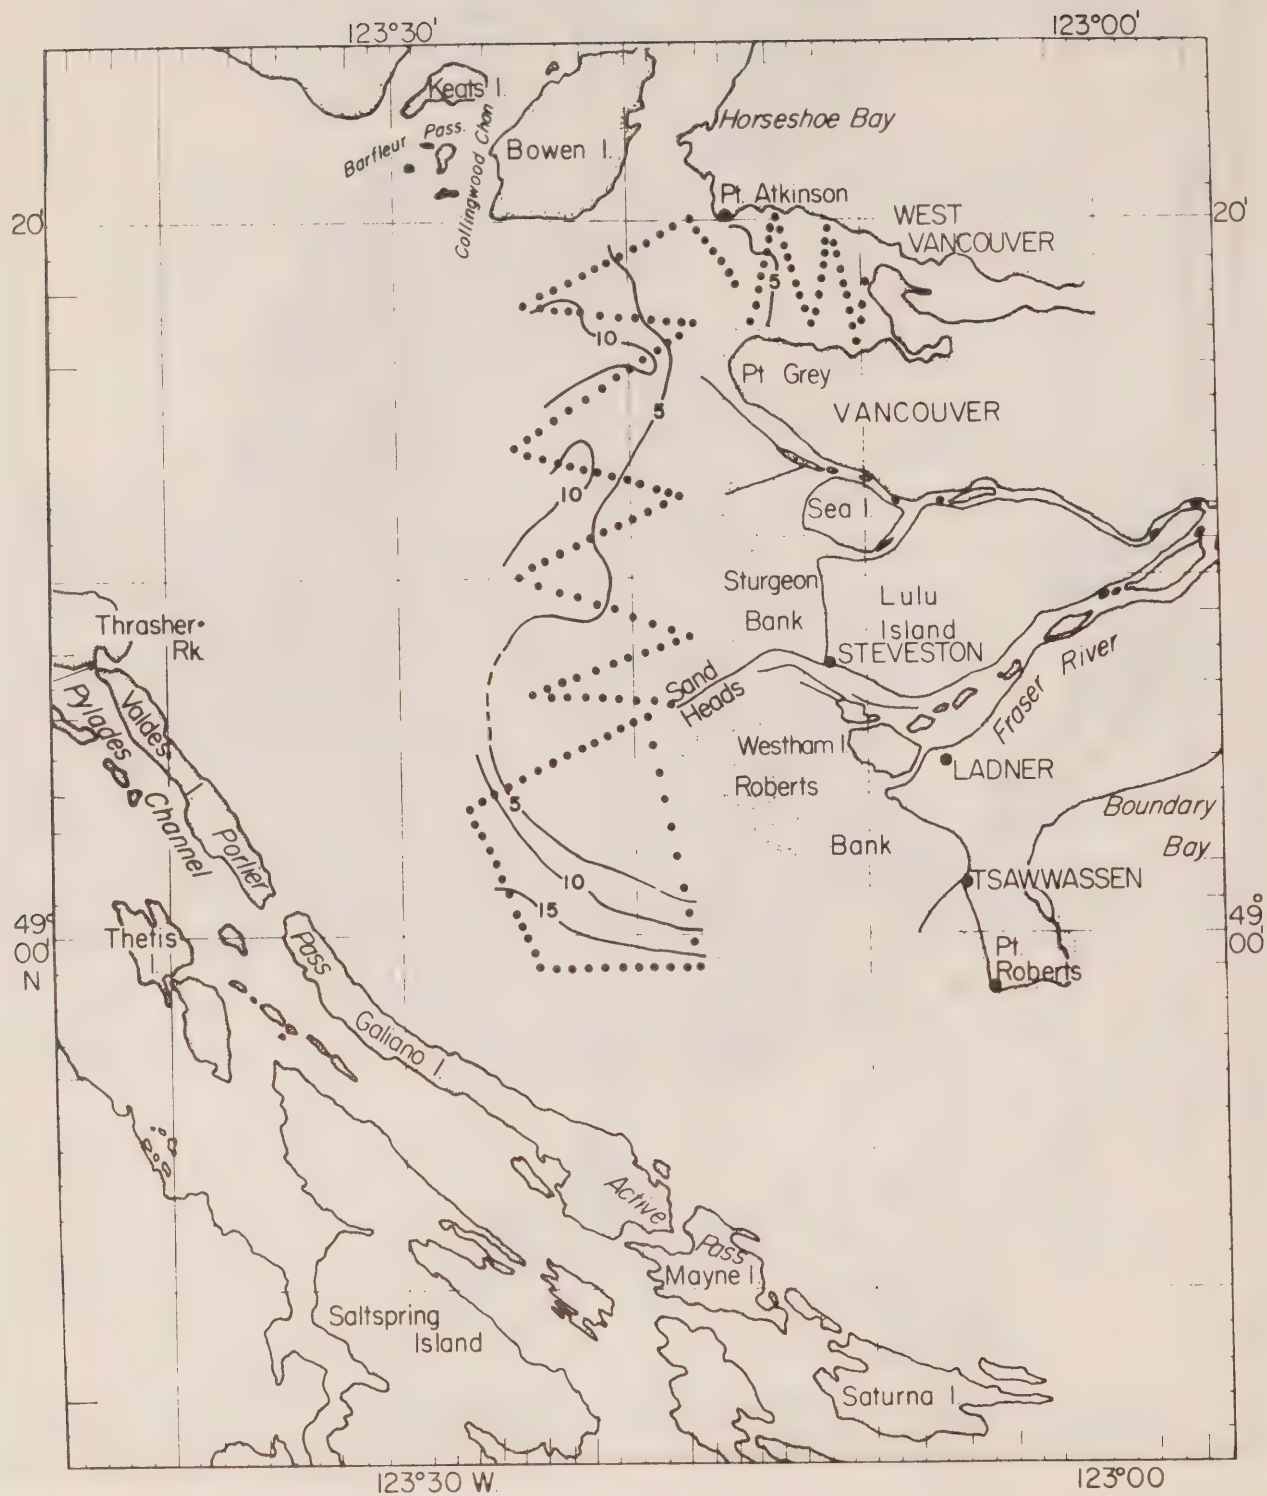 123°30'
123°00'
Keats I.
Horseshoe Bay
Barfleur Pass.
Collingwood Chan
Bowen I.
Pt. Atkinson
20'
20'
WEST
VANCOUVER
5
10
Pt Grey
5
VANCOUVER
10
Sea I.
Sturgeon
Bank
Lulu
Island
Thrasher
Rk.
STEVESTON
Sand
Heads
Fraser River
Pylades
Channel
Valdes I.
Westham I.
LADNER
Roberts
Bank
5
Boundary
Bay
Porlier
Pass
10
TSAWWASSEN
15
49°
00'
N
49°
00'
Thetis
I.
Pt.
Roberts
Galiano I.
Active
Pass
Mayne I.
Saltspring
Island
Saturna I.
123°30 W.
123°00